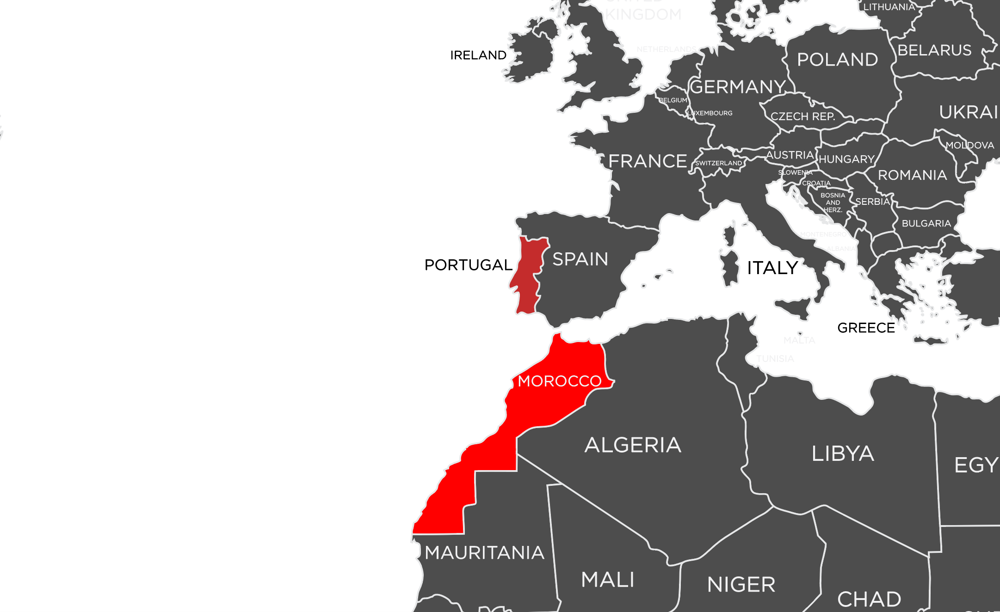 LITHUANIA
KINGDOM
NETHERLANDS
BELARUS
IRELAND
POLAND
GERMANY
BELGIUM
UKRAI
LUXEMBOURG
CZECH REP.
MOLDOVA
AUSTRIA
HUNGARY
FRANCE
SWITZERLAND
SLOWENIA
ROMANIA
CROATIA
BOSNIA
AND
HERZ.
SERBIA
BULGARIA
MONTENEGRO
ALBANIA
SPAIN
PORTUGAL
ITALY
GREECE
MALTA
TUNISIA
MOROCCO
ALGERIA
LIBYA
EGY
MAURITANIA
MALI
NIGER
CHAD